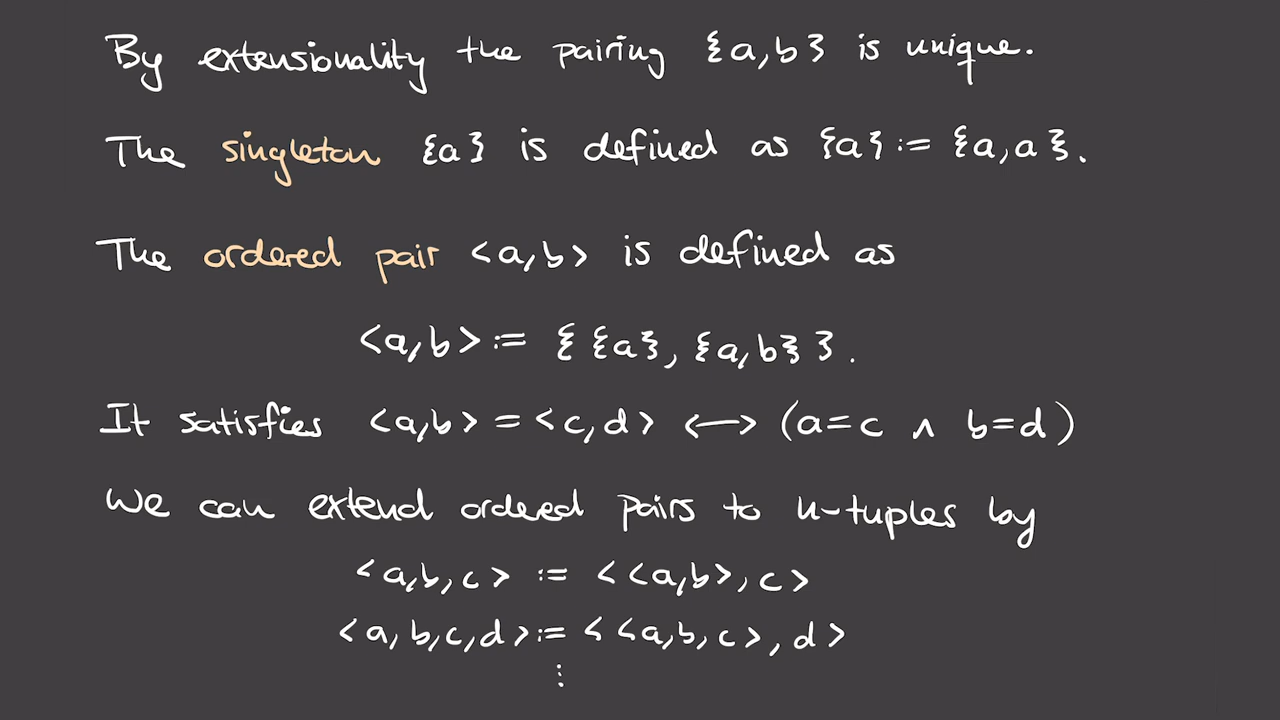 By extensionality the pairing {a,b} is unique.
The singleton {a} is defined as {a} := {a,a}.
The ordered pair <a,b> is defined as
<a,b> := { {a}, {a,b} }.
It satisfies <a,b> = <c,d> ⟷ (a=c ∧ b=d)
We can extend ordered pairs to n-tuples by
<a,b,c> := < <a,b>, c>
<a,b,c,d> := < <a,b,c>, d>
⋮